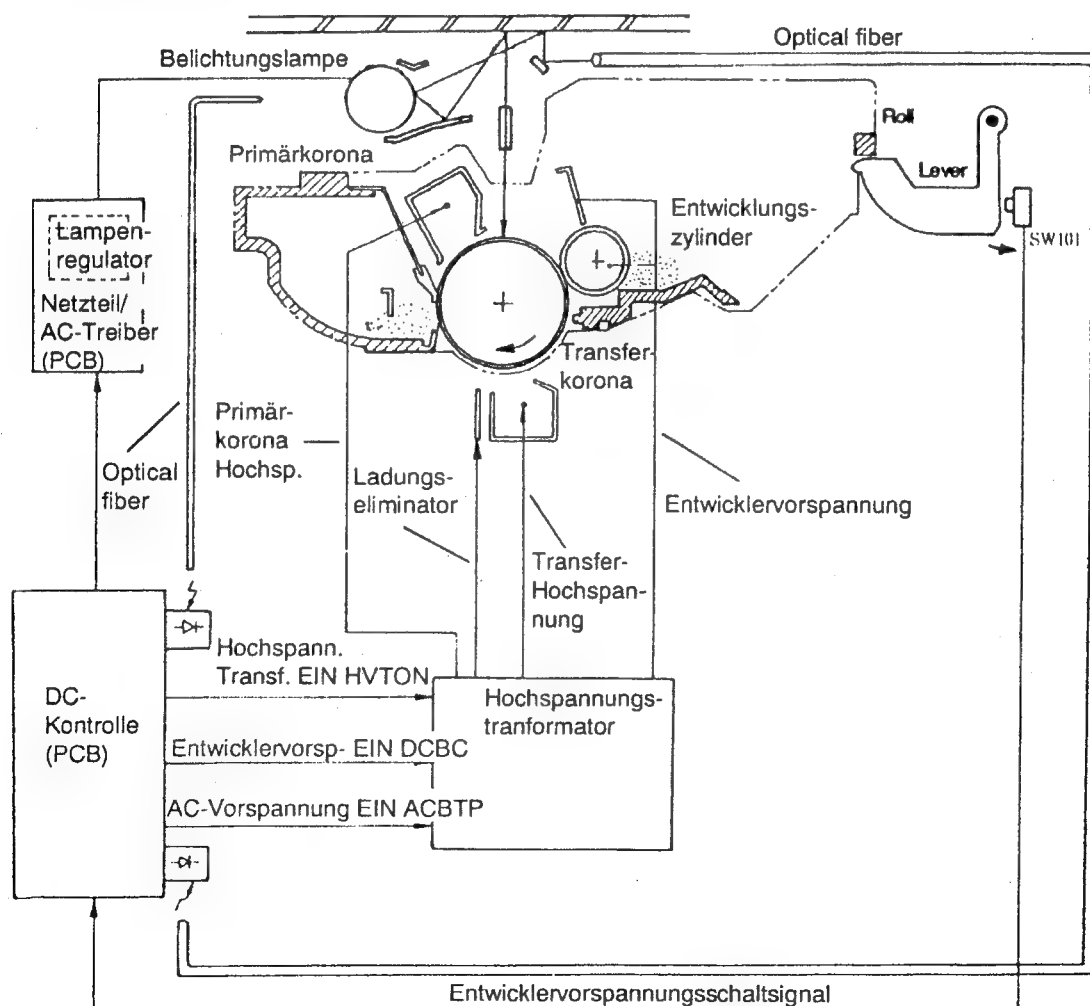 Optical fiber
Belichtungslampe
Roll
Primärkorona
Lever
Entwicklungs-
zylinder
SW101
Lampen-
regulator
Netzteil/
AC-Treiber
(PCB)
Transfer-
korona
Primär-
korona
Hochsp.
Optical
fiber
Ladungs-
eliminator
Entwicklervorspannung
Transfer-
Hochspan-
nung
Hochspann.
Transf. EIN HVTON
DC-
Kontrolle
(PCB)
Hochspannungs-
tranformator
Entwicklervorsp- EIN DCBC
AC-Vorspannung EIN ACBTP
Entwicklervorspannungsschaltsignal